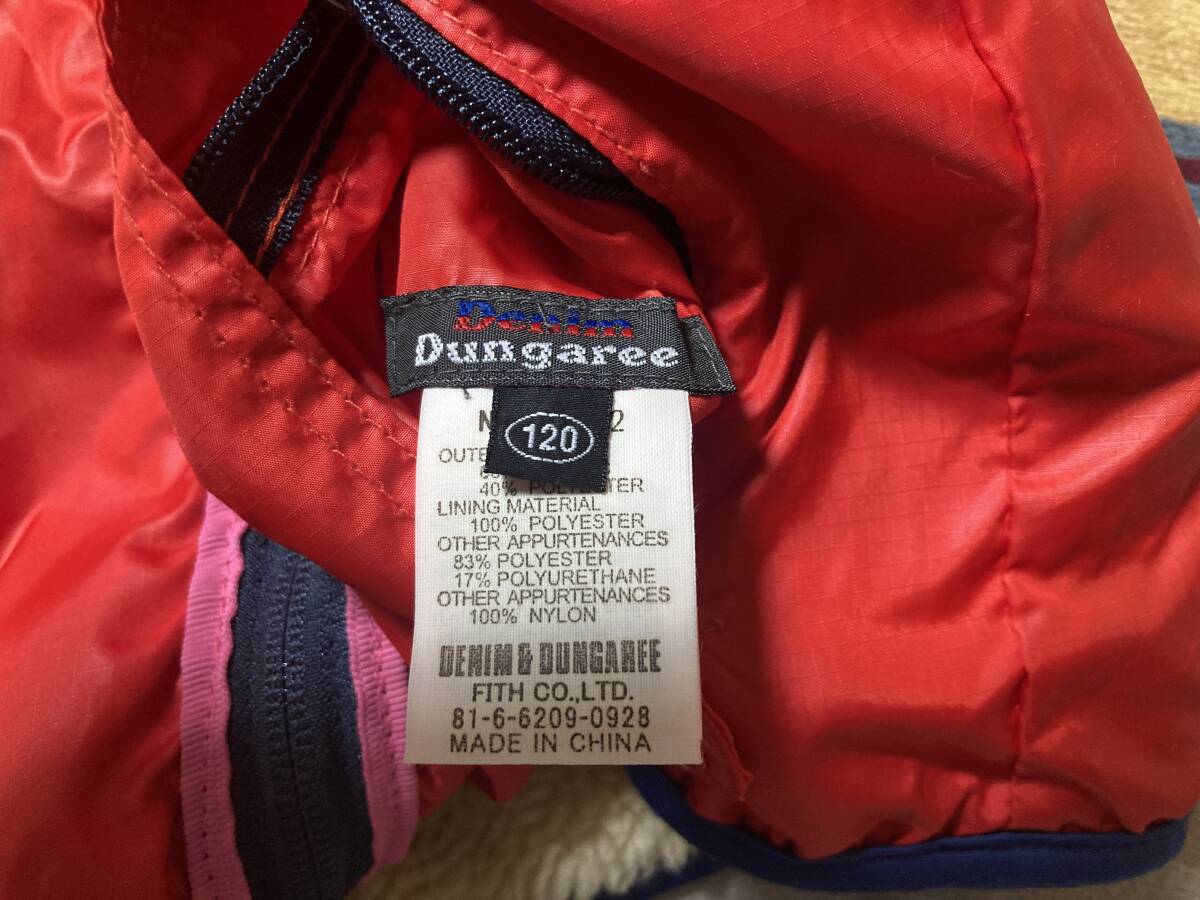 Denim
Dungaree
120
40% POLYESTER
LINING MATERIAL
100% POLYESTER
OTHER APPURTENANCES
83% POLYESTER
17% POLYURETHANE
OTHER APPURTENANCES
100% NYLON
DENIM & DUNGAREE
FITH CO.,LTD.
81-6-6209-0928
MADE IN CHINA